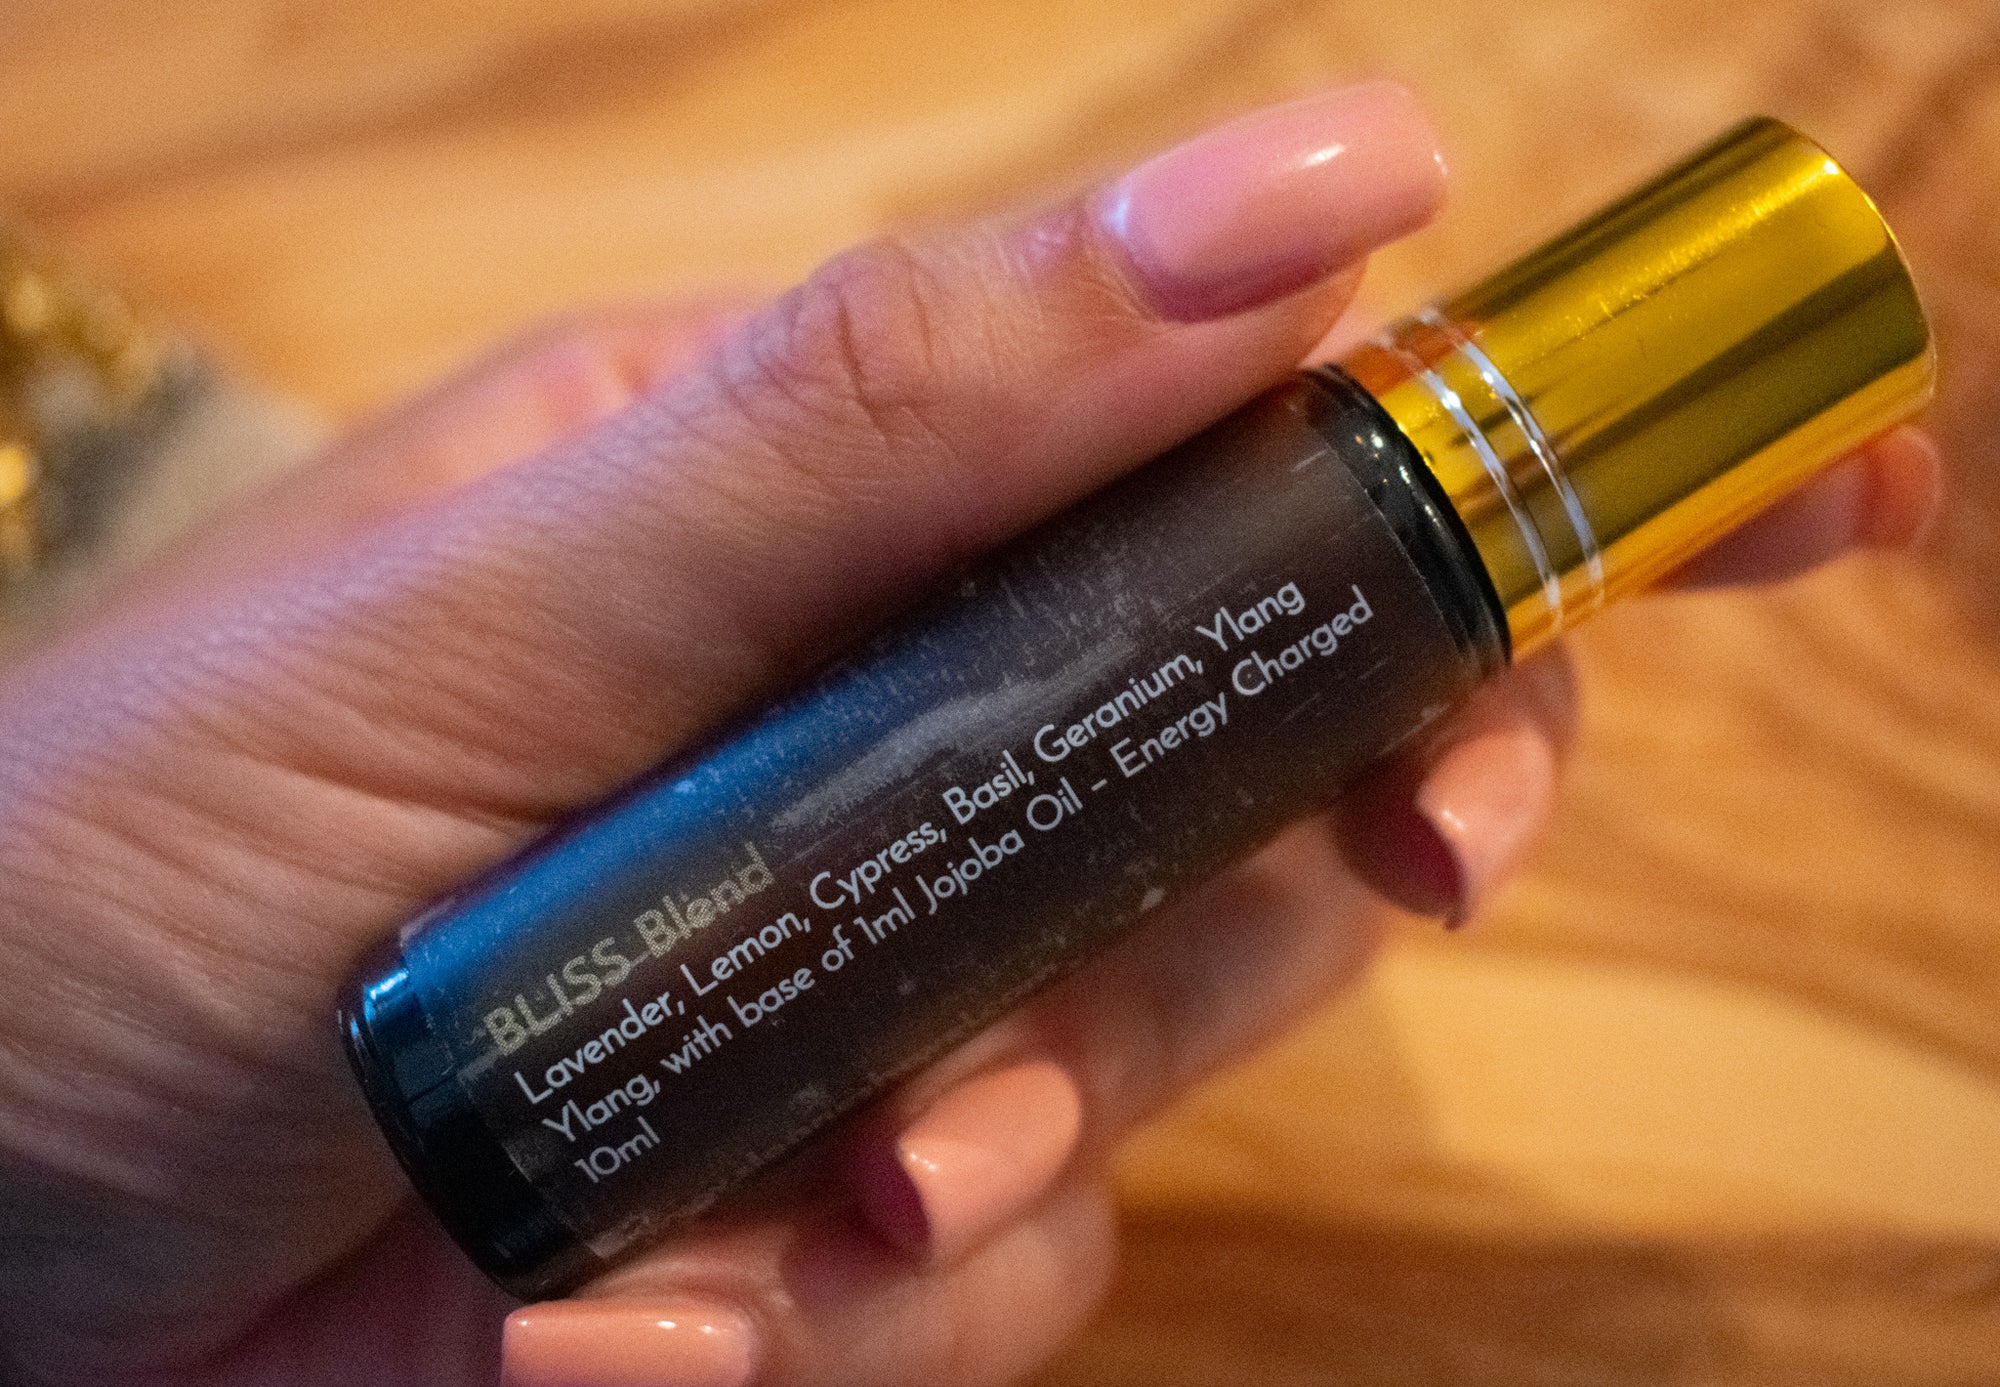 BLISS Blend
Lavender, Lemon, Cypress, Basil, Geranium, Ylang
Ylang, with base of 1ml Jojoba Oil - Energy Charged
10ml